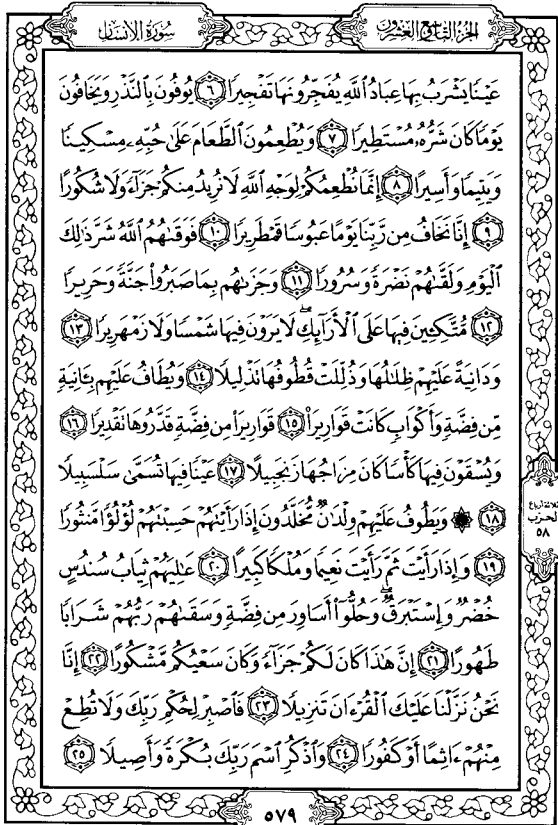 الجزء التاسع والعشرون
سورة الإنسان
عَيْنًا يَشْرَبُ بِهَا عِبَادُ ٱللَّهِ يُفَجِّرُونَهَا تَفْجِيرًا ٦ يُوفُونَ بِٱلنَّذْرِ وَيَخَافُونَ
يَوْمًا كَانَ شَرُّهُۥ مُسْتَطِيرًا ٧ وَيُطْعِمُونَ ٱلطَّعَامَ عَلَىٰ حُبِّهِۦ مِسْكِينًا
وَيَتِيمًا وَأَسِيرًا ٨ إِنَّمَا نُطْعِمُكُمْ لِوَجْهِ ٱللَّهِ لَا نُرِيدُ مِنكُمْ جَزَآءً وَلَا شُكُورًا
٩ إِنَّا نَخَافُ مِن رَّبِّنَا يَوْمًا عَبُوسًا قَمْطَرِيرًا ١٠ فَوَقَىٰهُمُ ٱللَّهُ شَرَّ ذَٰلِكَ
ٱلْيَوْمِ وَلَقَّىٰهُمْ نَضْرَةً وَسُرُورًا ١١ وَجَزَىٰهُم بِمَا صَبَرُوا۟ جَنَّةً وَحَرِيرًا
١٢ مُّتَّكِـِٔينَ فِيهَا عَلَى ٱلْأَرَآئِكِ ۖ لَا يَرَوْنَ فِيهَا شَمْسًا وَلَا زَمْهَرِيرًا ١٣
وَدَانِيَةً عَلَيْهِمْ ظِلَٰلُهَا وَذُلِّلَتْ قُطُوفُهَا تَذْلِيلًا ١٤ وَيُطَافُ عَلَيْهِم بِـَٔانِيَةٍ
مِّن فِضَّةٍ وَأَكْوَابٍ كَانَتْ قَوَارِيرَا۠ ١٥ قَوَارِيرَا۟ مِن فِضَّةٍ قَدَّرُوهَا تَقْدِيرًا ١٦
وَيُسْقَوْنَ فِيهَا كَأْسًا كَانَ مِزَاجُهَا زَنجَبِيلًا ١٧ عَيْنًا فِيهَا تُسَمَّىٰ سَلْسَبِيلًا
١٨ ۞ وَيَطُوفُ عَلَيْهِمْ وِلْدَٰنٌ مُّخَلَّدُونَ إِذَا رَأَيْتَهُمْ حَسِبْتَهُمْ لُؤْلُؤًا مَّنثُورًا
١٩ وَإِذَا رَأَيْتَ ثَمَّ رَأَيْتَ نَعِيمًا وَمُلْكًا كَبِيرًا ٢٠ عَٰلِيَهُمْ ثِيَابُ سُندُسٍ
خُضْرٌ وَإِسْتَبْرَقٌ ۖ وَحُلُّوٓا۟ أَسَاوِرَ مِن فِضَّةٍ وَسَقَىٰهُمْ رَبُّهُمْ شَرَابًا
طَهُورًا ٢١ إِنَّ هَٰذَا كَانَ لَكُمْ جَزَآءً وَكَانَ سَعْيُكُم مَّشْكُورًا ٢٢ إِنَّا
نَحْنُ نَزَّلْنَا عَلَيْكَ ٱلْقُرْءَانَ تَنزِيلًا ٢٣ فَٱصْبِرْ لِحُكْمِ رَبِّكَ وَلَا تُطِعْ
مِنْهُمْ ءَاثِمًا أَوْ كَفُورًا ٢٤ وَٱذْكُرِ ٱسْمَ رَبِّكَ بُكْرَةً وَأَصِيلًا ٢٥
ثلاثة أرباع
الحزب
٥٨
٥٧٩